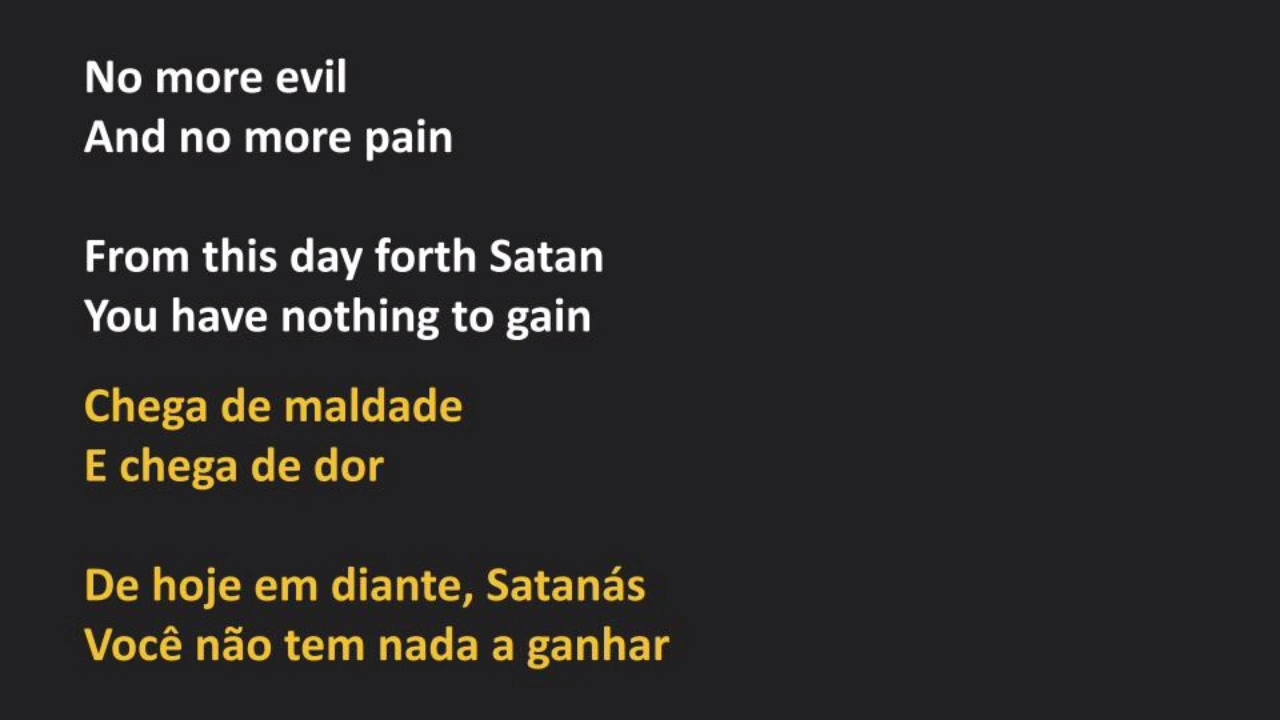 No more evil
And no more pain
From this day forth Satan
You have nothing to gain
Chega de maldade
E chega de dor
De hoje em diante, Satanás
Você não tem nada a ganhar